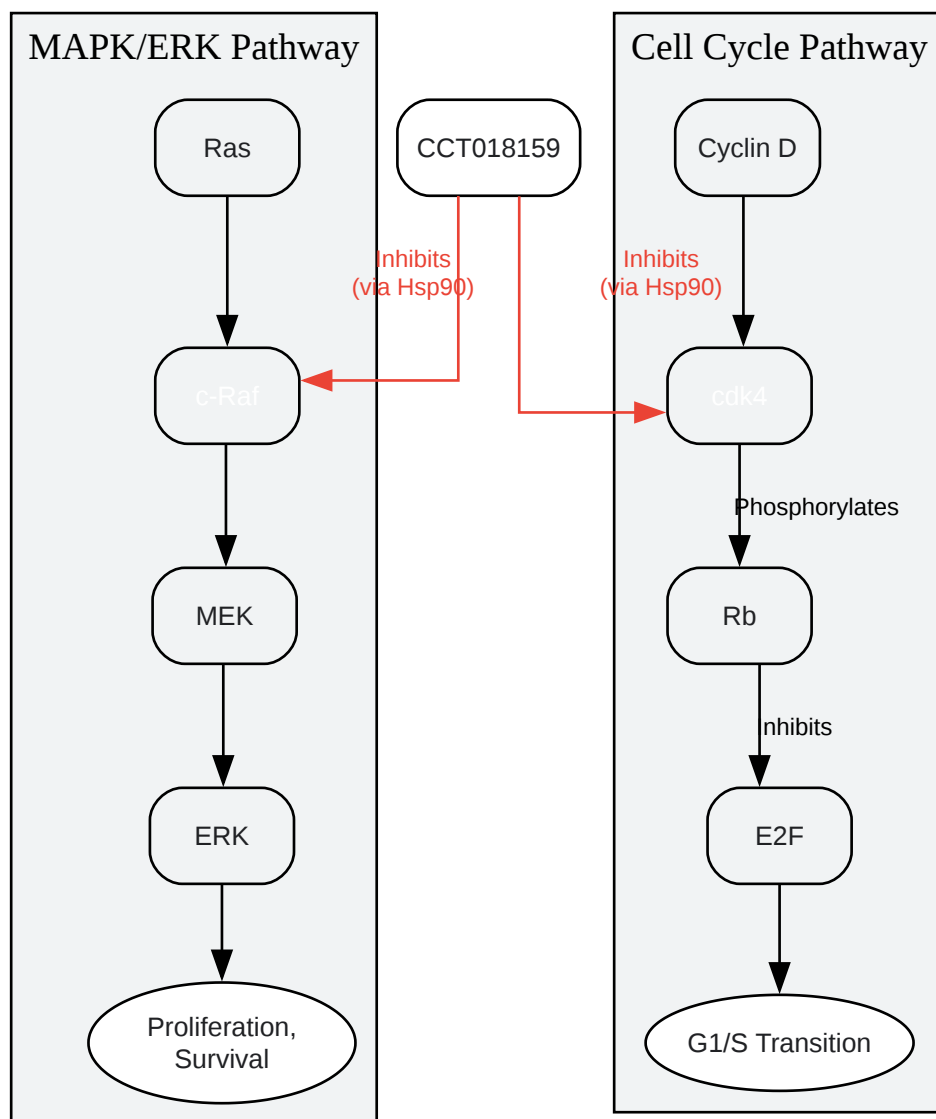 MAPK/ERK Pathway
Cell Cycle Pathway
Ras
CCT018159
Cyclin D
Inhibits
(via Hsp90)
Inhibits
(via Hsp90)
c-Raf
cdk4
Phosphorylates
MEK
Rb
Inhibits
ERK
E2F
Proliferation,
Survival
G1/S Transition